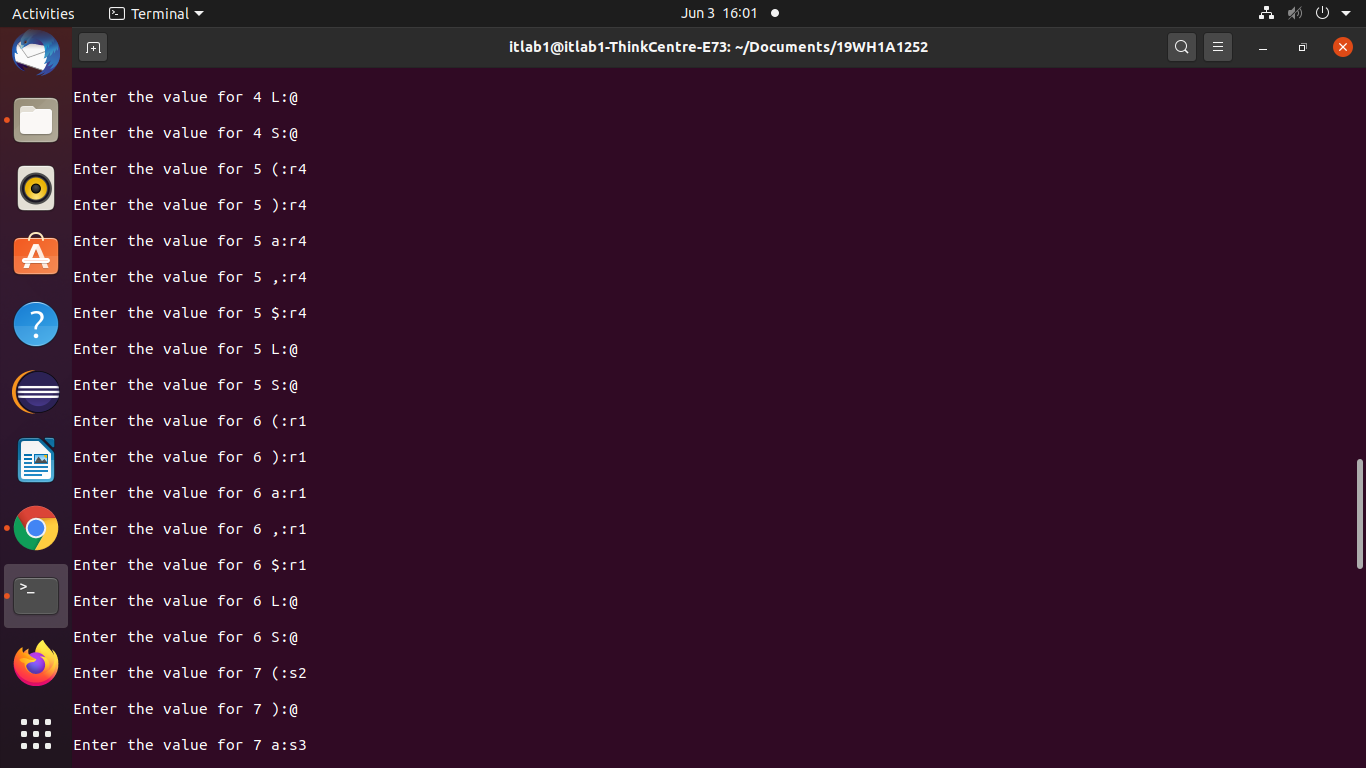 Activities Terminal Jun 3 16:01
itlab1@itlab1-ThinkCentre-E73: ~/Documents/19WH1A1252
Enter the value for 4 L:@
Enter the value for 4 S:@
Enter the value for 5 (:r4
Enter the value for 5 ):r4
Enter the value for 5 a:r4
Enter the value for 5 ,:r4
Enter the value for 5 $:r4
Enter the value for 5 L:@
Enter the value for 5 S:@
Enter the value for 6 (:r1
Enter the value for 6 ):r1
Enter the value for 6 a:r1
Enter the value for 6 ,:r1
Enter the value for 6 $:r1
Enter the value for 6 L:@
Enter the value for 6 S:@
Enter the value for 7 (:s2
Enter the value for 7 ):@
Enter the value for 7 a:s3